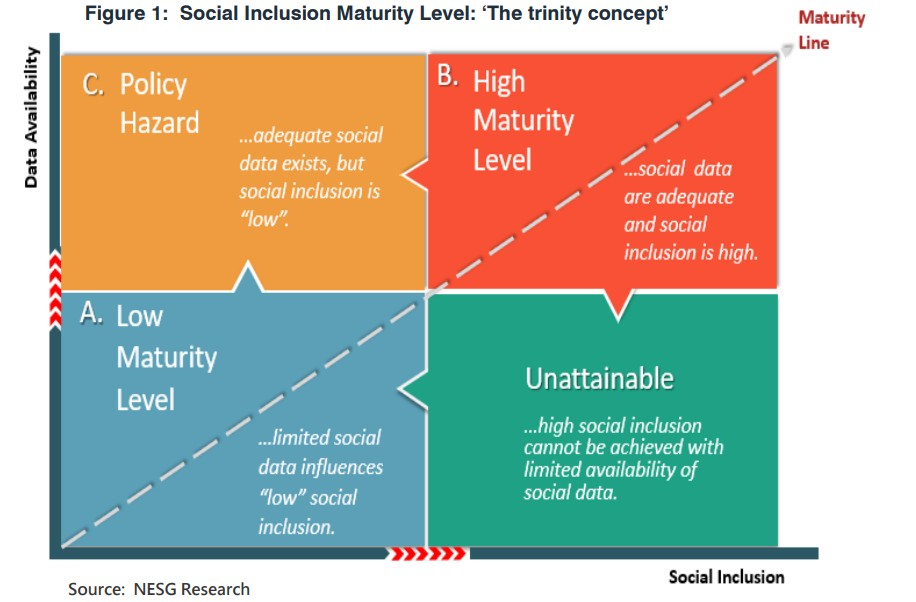 Figure 1:  Social Inclusion Maturity Level: ‘The trinity concept’
Maturity
Line
Data Availability
C. Policy
Hazard
...adequate social
data exists, but
social inclusion is
“low”.
B. High
Maturity
Level
...social data
are adequate
and social
inclusion is high.
A. Low
Maturity
Level
...limited social
data influences
“low” social
inclusion.
Unattainable
...high social inclusion
cannot be achieved with
limited availability of
social data.
Social Inclusion
Source:  NESG Research